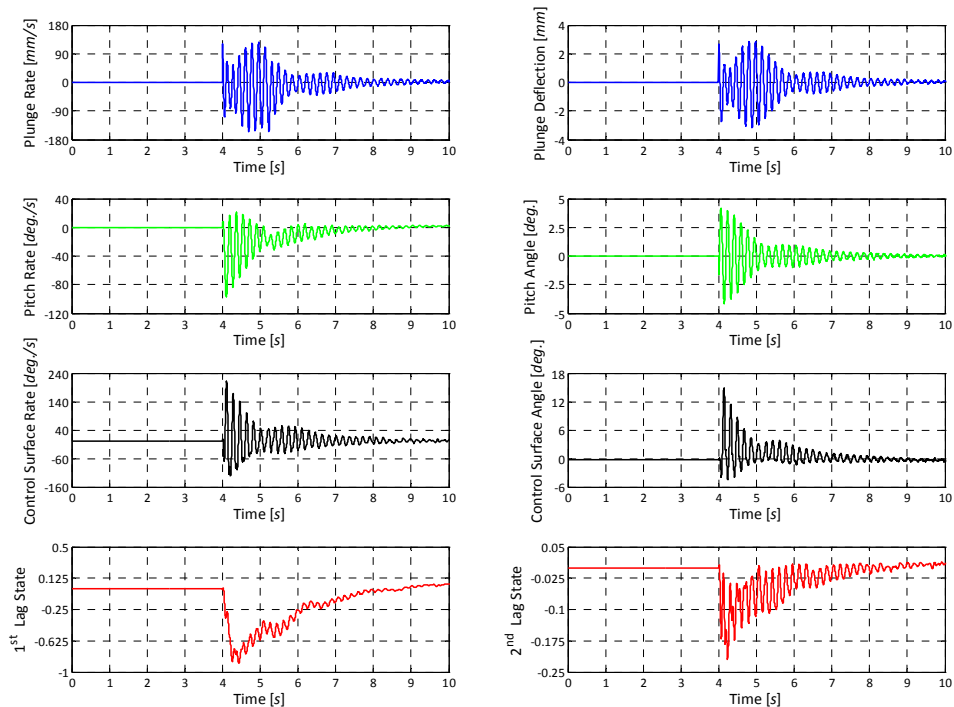 Plunge Rate [mm/s]
180
90
0
-90
-180
0 1 2 3 4 5 6 7 8 9 10
Time [s]
Plunge Deflection [mm]
4
2
0
-2
-4
0 1 2 3 4 5 6 7 8 9 10
Time [s]
Pitch Rate [deg./s]
40
0
-40
-80
-120
0 1 2 3 4 5 6 7 8 9 10
Time [s]
Pitch Angle [deg.]
5
2.5
0
-2.5
-5
0 1 2 3 4 5 6 7 8 9 10
Time [s]
Control Surface Rate [deg./s]
240
140
40
-60
-160
0 1 2 3 4 5 6 7 8 9 10
Time [s]
Control Surface Angle [deg.]
18
12
6
0
-6
0 1 2 3 4 5 6 7 8 9 10
Time [s]
1st Lag State
0.5
0.125
-0.25
-0.625
-1
0 1 2 3 4 5 6 7 8 9 10
Time [s]
2nd Lag State
0.05
-0.025
-0.1
-0.175
-0.25
0 1 2 3 4 5 6 7 8 9 10
Time [s]